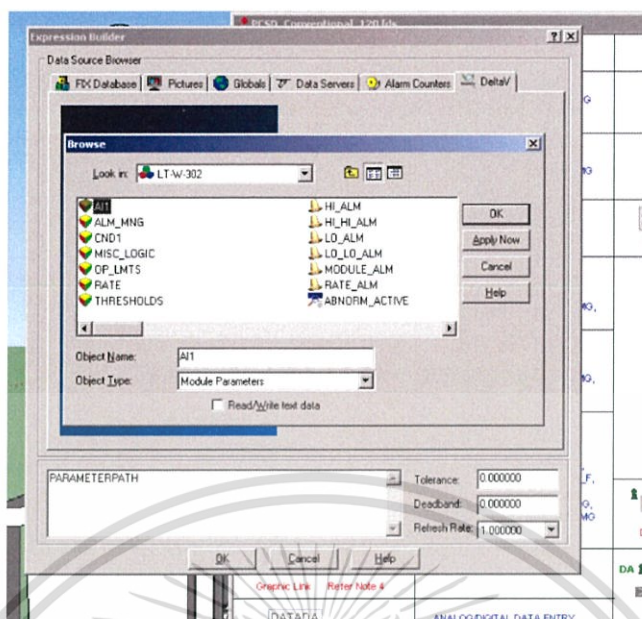 PCSD_Conventional_120.fds
Expression Builder
Data Source Browser
FIX Database Pictures Globals Data Servers Alarm Counters DeltaV
Browse
Look in: LT-W-302
AI1
ALM_MNG
CND1
MISC_LOGIC
OP_LMTS
RATE
THRESHOLDS
HI_ALM
HI_HI_ALM
LO_ALM
LO_LO_ALM
MODULE_ALM
RATE_ALM
ABNORM_ACTIVE
OK
Apply Now
Cancel
Help
Object Name: AI1
Object Type: Module Parameters
Read/Write text data
PARAMETERPATH
Tolerance: 0.000000
Deadband: 0.000000
Refresh Rate: 1.000000
OK Cancel Help
Graphic Link Refer Note 4
DATADA
ANALOG/DIGITAL DATA ENTRY
DA